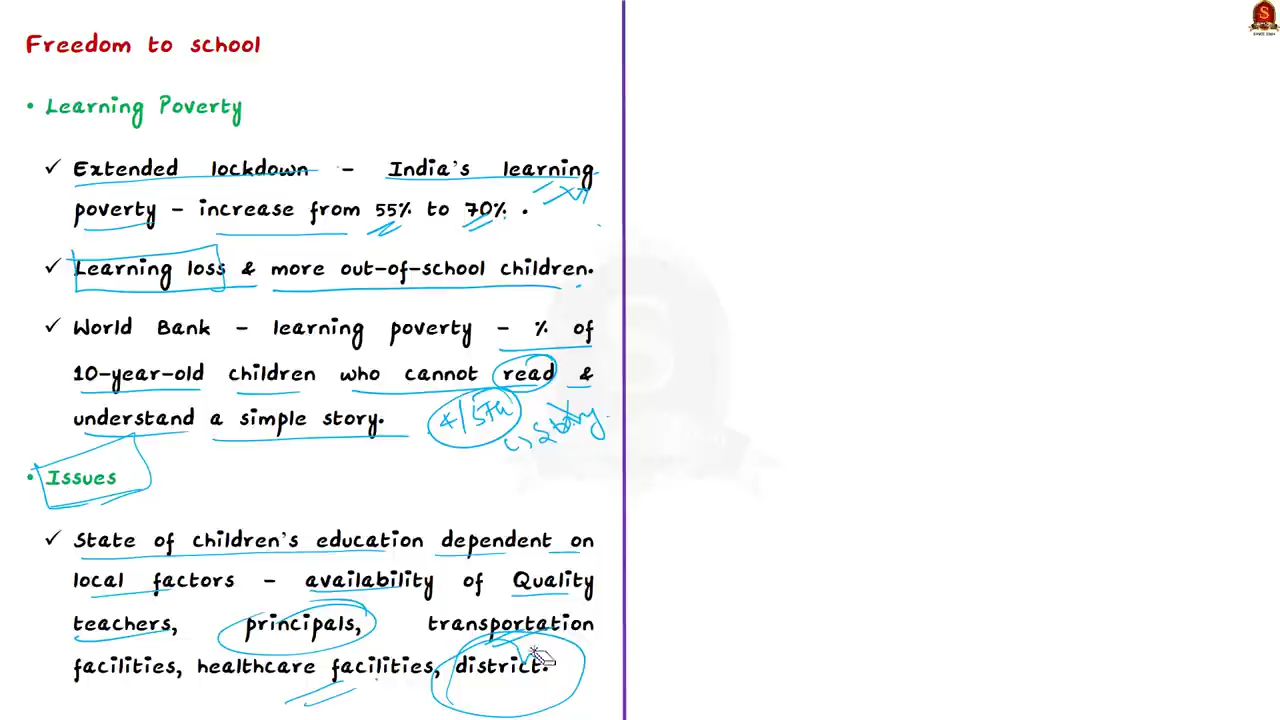 Freedom to school
• Learning Poverty
✓ Extended lockdown – India's learning
poverty – increase from 55% to 70% .
✓ Learning loss & more out-of-school children.
✓ World Bank – learning poverty – % of
10-year-old children who cannot read &
understand a simple story.
4/5th
• Issues
✓ State of children's education dependent on
local factors – availability of Quality
teachers, principals, transportation
facilities, healthcare facilities, district.